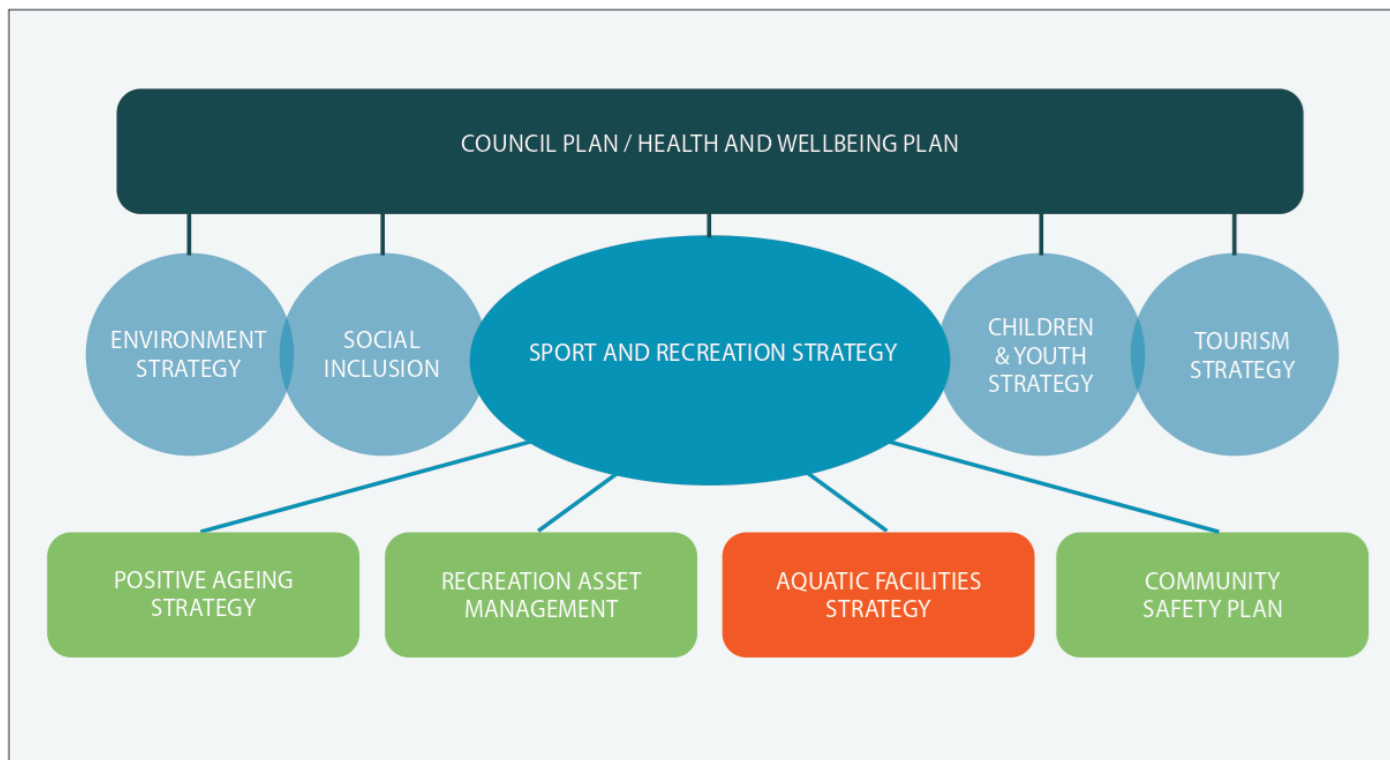 COUNCIL PLAN / HEALTH AND WELLBEING PLAN
ENVIRONMENT
STRATEGY
SOCIAL
INCLUSION
SPORT AND RECREATION STRATEGY
CHILDREN
& YOUTH
STRATEGY
TOURISM
STRATEGY
POSITIVE AGEING
STRATEGY
RECREATION ASSET
MANAGEMENT
AQUATIC FACILITIES
STRATEGY
COMMUNITY
SAFETY PLAN